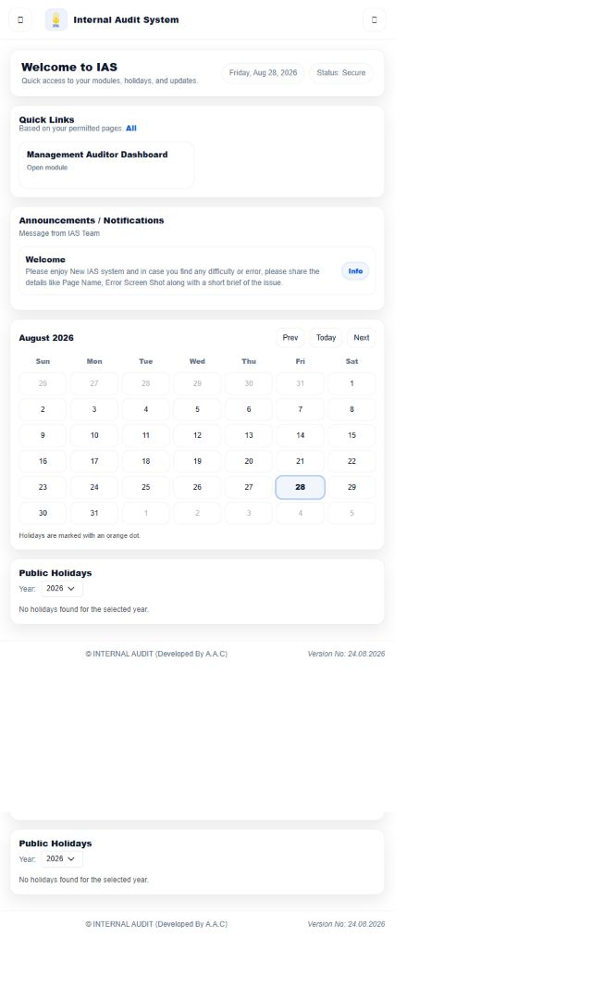 Internal Audit System
Welcome to IAS
Quick access to your modules, holidays, and updates.
Friday, Aug 28, 2026
Status: Secure
Quick Links
Based on your permitted pages. All
Management Auditor Dashboard
Open module
Announcements / Notifications
Message from IAS Team
Welcome
Please enjoy New IAS system and in case you find any difficulty or error, please share the
details like Page Name, Error Screen Shot along with a short brief of the issue.
Info
August 2026
Prev Today Next
Sun Mon Tue Wed Thu Fri Sat
26 27 28 29 30 31 1
2 3 4 5 6 7 8
9 10 11 12 13 14 15
16 17 18 19 20 21 22
23 24 25 26 27 28 29
30 31 1 2 3 4 5
Holidays are marked with an orange dot.
Public Holidays
Year: 2026
No holidays found for the selected year.
© INTERNAL AUDIT (Developed By A.A.C) Version No: 24.08.2026
Public Holidays
Year: 2026
No holidays found for the selected year.
© INTERNAL AUDIT (Developed By A.A.C) Version No: 24.08.2026